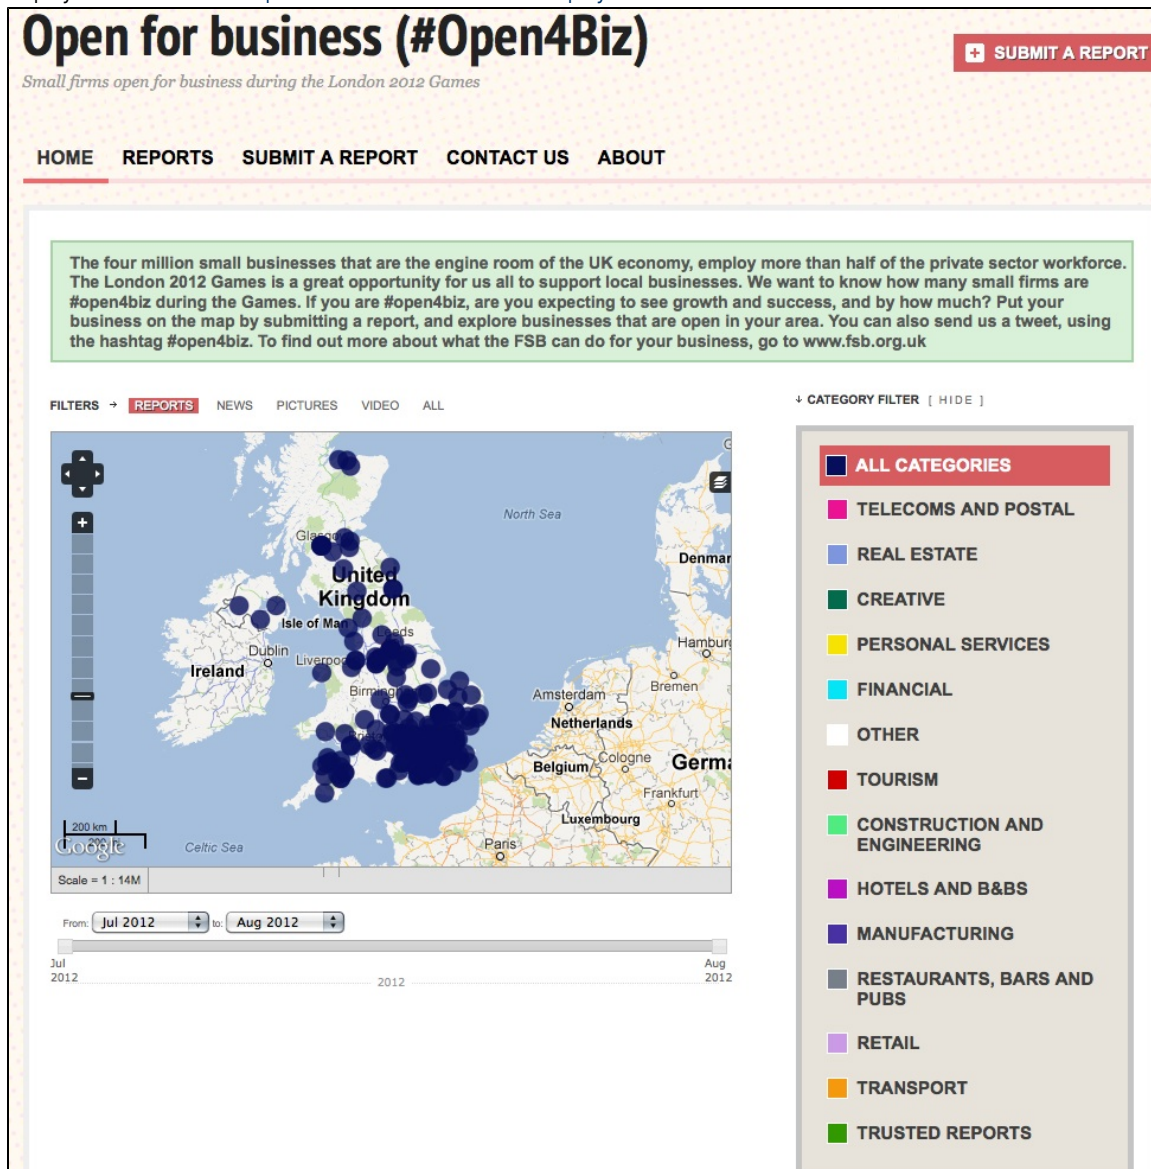 Open for business (#Open4Biz)
SUBMIT A REPORT
Small firms open for business during the London 2012 Games
HOME REPORTS SUBMIT A REPORT CONTACT US ABOUT
The four million small businesses that are the engine room of the UK economy, employ more than half of the private sector workforce.
The London 2012 Games is a great opportunity for us all to support local businesses. We want to know how many small firms are
#open4biz during the Games. If you are #open4biz, are you expecting to see growth and success, and by how much? Put your
business on the map by submitting a report, and explore businesses that are open in your area. You can also send us a tweet, using
the hashtag #open4biz. To find out more about what the FSB can do for your business, go to www.fsb.org.uk
FILTERS → REPORTS NEWS PICTURES VIDEO ALL
North Sea
Denmar
United
Kingdom
Isle of Man
Dublin
Ireland
Hamburg
Bremen
Amsterdam
Netherlands
Belgium
Cologne
Germa
Frankfurt
Luxembourg
Paris
Celtic Sea
200 km
Google
Scale = 1 : 14M
From: Jul 2012 to: Aug 2012
Jul
2012
2012
Aug
2012
↓ CATEGORY FILTER [ HIDE ]
ALL CATEGORIES
TELECOMS AND POSTAL
REAL ESTATE
CREATIVE
PERSONAL SERVICES
FINANCIAL
OTHER
TOURISM
CONSTRUCTION AND
ENGINEERING
HOTELS AND B&BS
MANUFACTURING
RESTAURANTS, BARS AND
PUBS
RETAIL
TRANSPORT
TRUSTED REPORTS